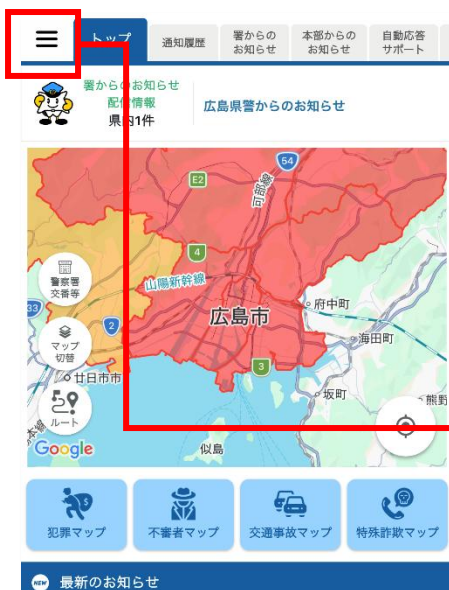 トップ
通知履歴
署からの
お知らせ
本部からの
お知らせ
自動応答
サポート
署からのお知らせ
配信情報
県内1件
広島県警からのお知らせ
54
E2
可部線
4
山陽新幹線
警察署
交番等
33
2
広島市
府中町
マップ
切替
海田町
3
廿日市市
坂町
熊野
ルート
Google
似島
犯罪マップ
不審者マップ
交通事故マップ
特殊詐欺マップ
NEW 最新のお知らせ